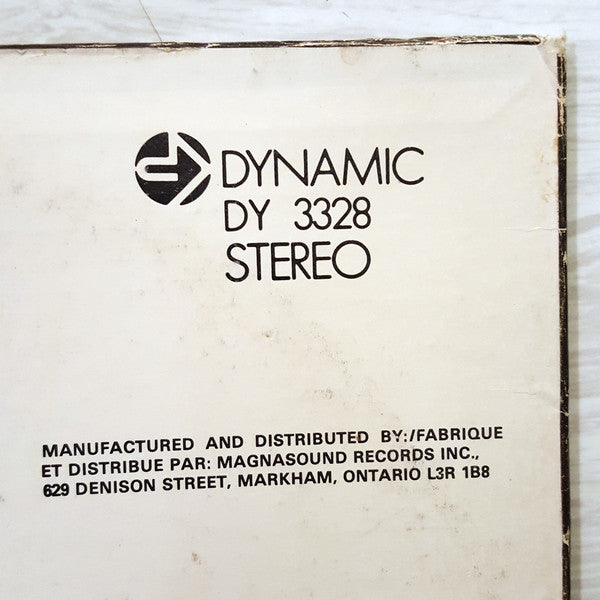 DYNAMIC
DY 3328
STEREO
MANUFACTURED AND DISTRIBUTED BY:/FABRIQUE
ET DISTRIBUE PAR: MAGNASOUND RECORDS INC.,
629 DENISON STREET, MARKHAM, ONTARIO L3R 1B8